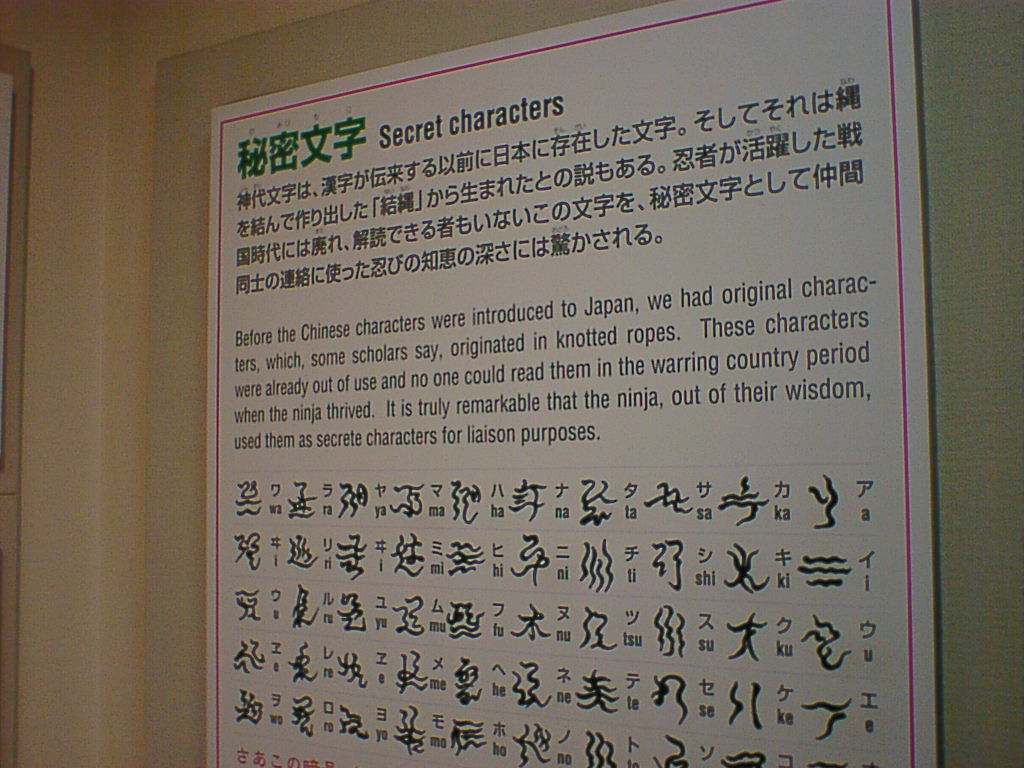 秘密文字 Secret characters
神代文字は、漢字が伝来する以前に日本に存在した文字。そしてそれは縄
を結んで作り出した「結縄」から生まれたとの説もある。忍者が活躍した戦
国時代には廃れ、解読できる者もいないこの文字を、秘密文字として仲間
同士の連絡に使った忍びの知恵の深さには驚かされる。
Before the Chinese characters were introduced to Japan, we had original charac-
ters, which, some scholars say, originated in knotted ropes. These characters
were already out of use and no one could read them in the warring country period
when the ninja thrived. It is truly remarkable that the ninja, out of their wisdom,
used them as secrete characters for liaison purposes.
ワ ラ ヤ マ ハ ナ タ サ カ ア
wa ra ya ma ha na ta sa ka a
ヰ リ ヰ ミ ヒ ニ チ シ キ イ
i ri i mi hi ni ti shi ki i
ウ ル ユ ム フ ヌ ツ ス ク ウ
u ru yu mu fu nu tsu su ku u
ヱ レ ヱ メ ヘ ネ テ セ ケ エ
e re e me he ne te se ke e
ヲ ロ ヨ モ ホ ノ ト ソ コ
wo ro yo mo ho no to
さあこの暗号